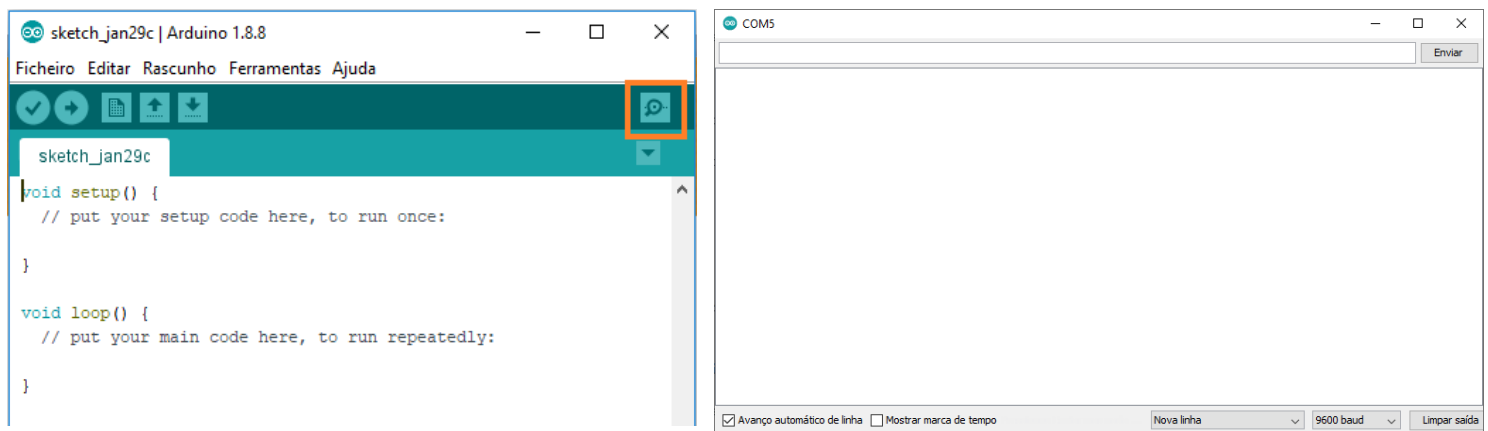 sketch_jan29c | Arduino 1.8.8
Ficheiro Editar Rascunho Ferramentas Ajuda
sketch_jan29c
void setup() {
  // put your setup code here, to run once:
}
void loop() {
  // put your main code here, to run repeatedly:
}
COM5
Enviar
Avanço automático de linha Mostrar marca de tempo Nova linha 9600 baud Limpar saída